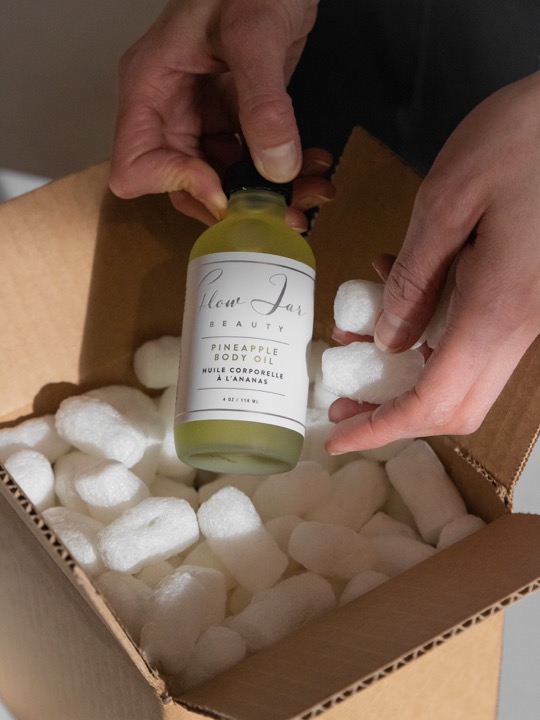 Glow Jar
BEAUTY
PINEAPPLE
BODY OIL
HUILE CORPORELLE
À L'ANANAS
4 OZ / 118 ML